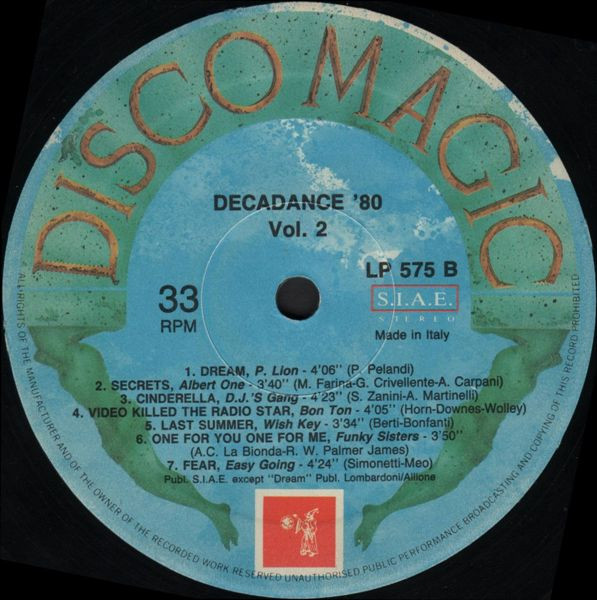 DISCO MAGIC
DECADANCE '80
Vol. 2
LP 575 B
33
RPM
S.I.A.E.
STEREO
Made in Italy
1. DREAM, P. Lion - 4'06'' (P. Pelandi)
2. SECRETS, Albert One - 3'40'' (M. Farina-G. Crivellente-A. Carpani)
3. CINDERELLA, D.J.'S Gang - 4'23'' (S. Zanini-A. Martinelli)
4. VIDEO KILLED THE RADIO STAR, Bon Ton - 4'05'' (Horn-Downes-Wolley)
5. LAST SUMMER, Wish Key - 3'34'' (Berti-Bonfanti)
6. ONE FOR YOU ONE FOR ME, Funky Sisters - 3'50''
(A.C. La Bionda-R. W. Palmer James)
7. FEAR, Easy Going - 4'24'' (Simonetti-Meo)
Publ. S.I.A.E. except "Dream" Publ. Lombardoni/Allione
ALL RIGHTS OF THE MANUFACTURER AND OF THE OWNER OF THE RECORDED WORK RESERVED UNAUTHORISED PUBLIC PERFORMANCE BROADCASTING AND COPYING OF THIS RECORD PROHIBITED